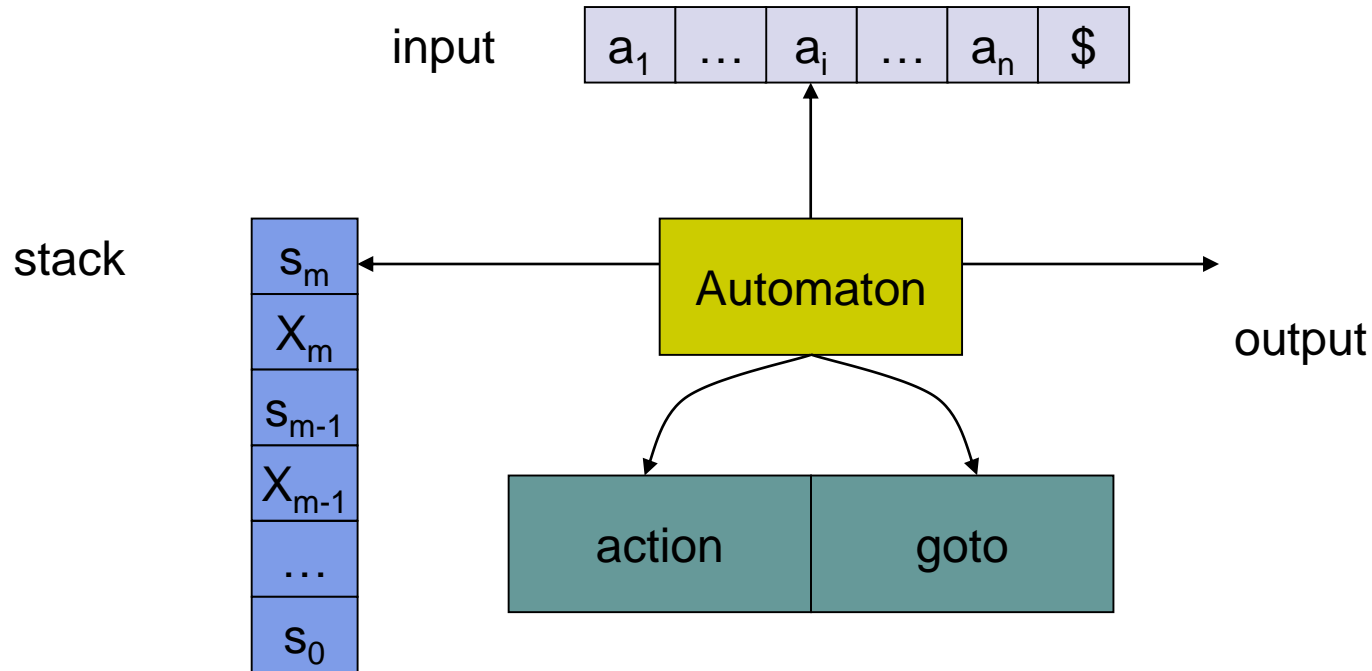 input a₁ … aᵢ … aₙ $
stack
sₘ
Xₘ
sₘ₋₁
Xₘ₋₁
…
s₀
Automaton
output
action goto